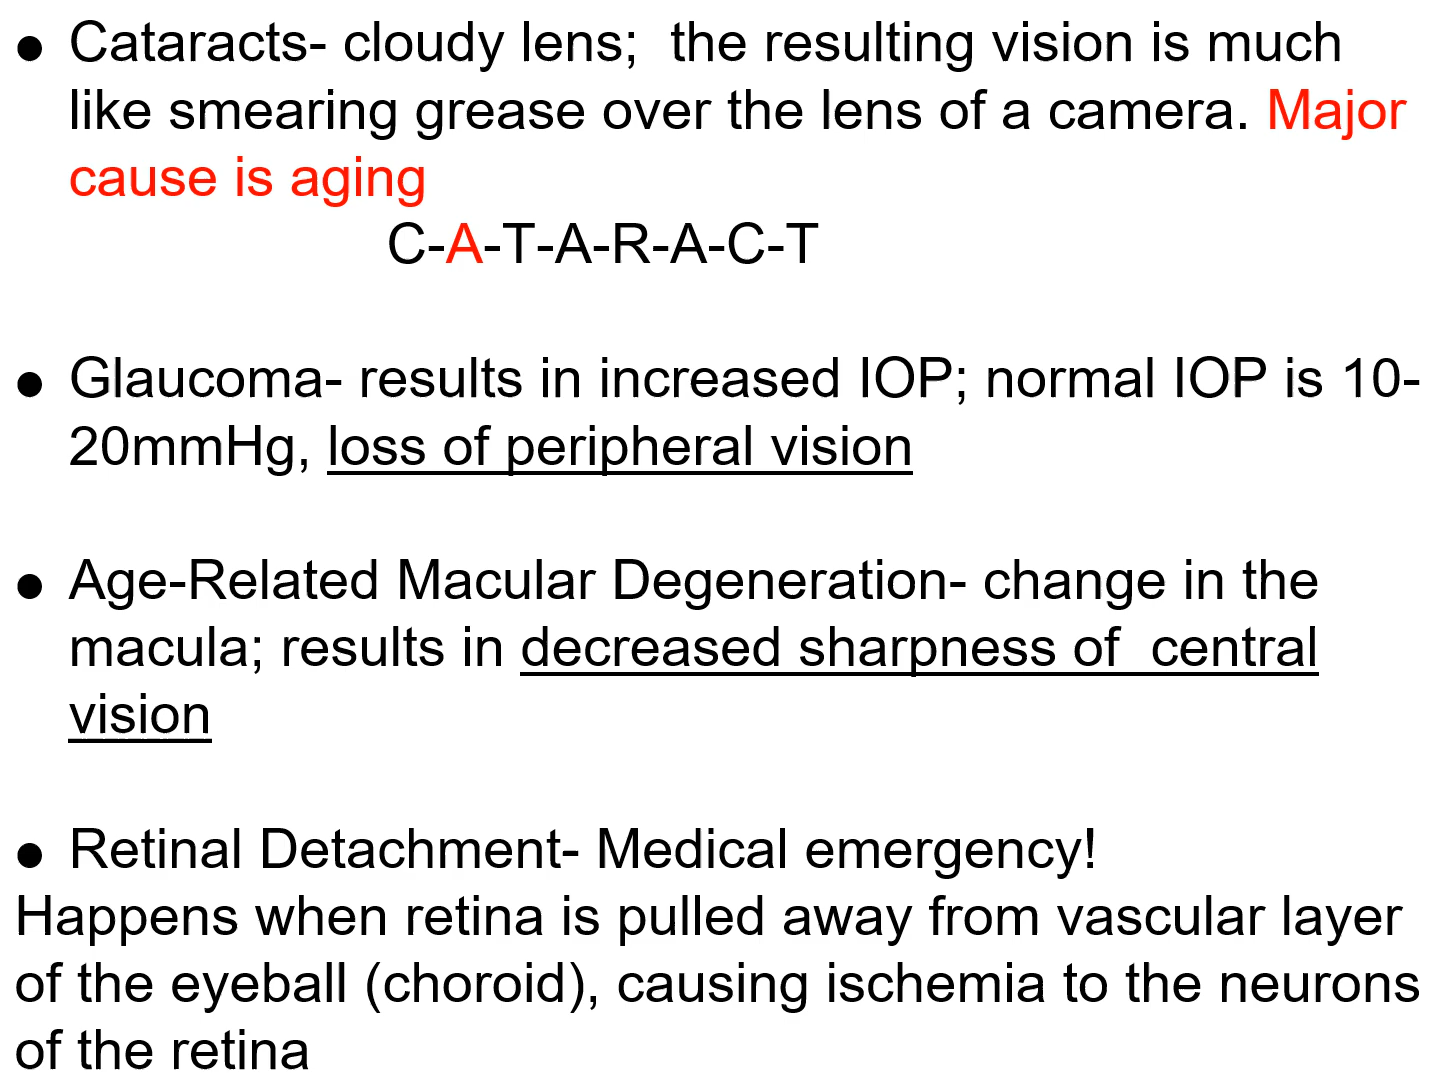 ● Cataracts- cloudy lens;  the resulting vision is much
like smearing grease over the lens of a camera. Major
cause is aging
C-A-T-A-R-A-C-T
● Glaucoma- results in increased IOP; normal IOP is 10-
20mmHg, loss of peripheral vision
● Age-Related Macular Degeneration- change in the
macula; results in decreased sharpness of  central
vision
● Retinal Detachment- Medical emergency!
Happens when retina is pulled away from vascular layer
of the eyeball (choroid), causing ischemia to the neurons
of the retina